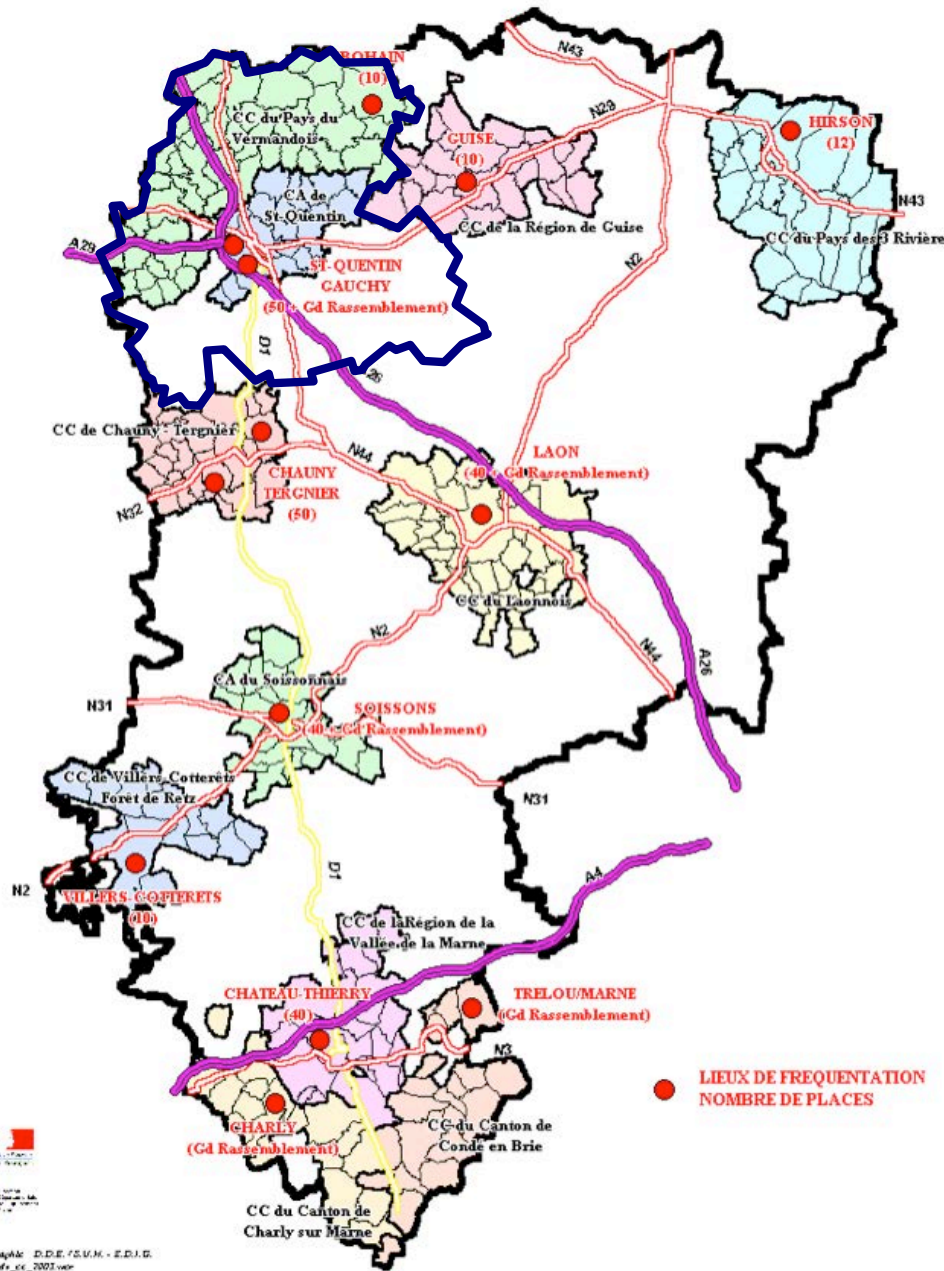 BOHAIN
(10)
N43
CC du Pays du
Vermandois
N29
GUISE
(10)
HIRSON
(12)
CA de
St-Quentin
N43
CC de la Région de Guise
CC du Pays des 3 Rivière
A29
N2
ST-QUENTIN
GAUCHY
(50 + Gd Rassemblement)
D1
26
CC de Chauny - Tergnier
N44
LAON
(40 + Gd Rassemblement)
CHAUNY
TERGNIER
(50)
N32
CC du Laonnois
N2
N44
A26
CA du Soissonnais
N31
SOISSONS
(40 + Gd Rassemblement)
CC de Villers-Cotterêts
Forêt de Retz
N31
D1
A4
N2
VILLERS-COTTERETS
(10)
CC de la Région de la
Vallée de la Marne
CHATEAU-THIERRY
(40)
TRELOU/MARNE
(Gd Rassemblement)
N3
LIEUX DE FREQUENTATION
NOMBRE DE PLACES
CHARLY
(Gd Rassemblement)
CC du Canton de
Condé en Brie
CC du Canton de
Charly sur Marne
D.D.E. / S.U.H. - E.D.J.G.